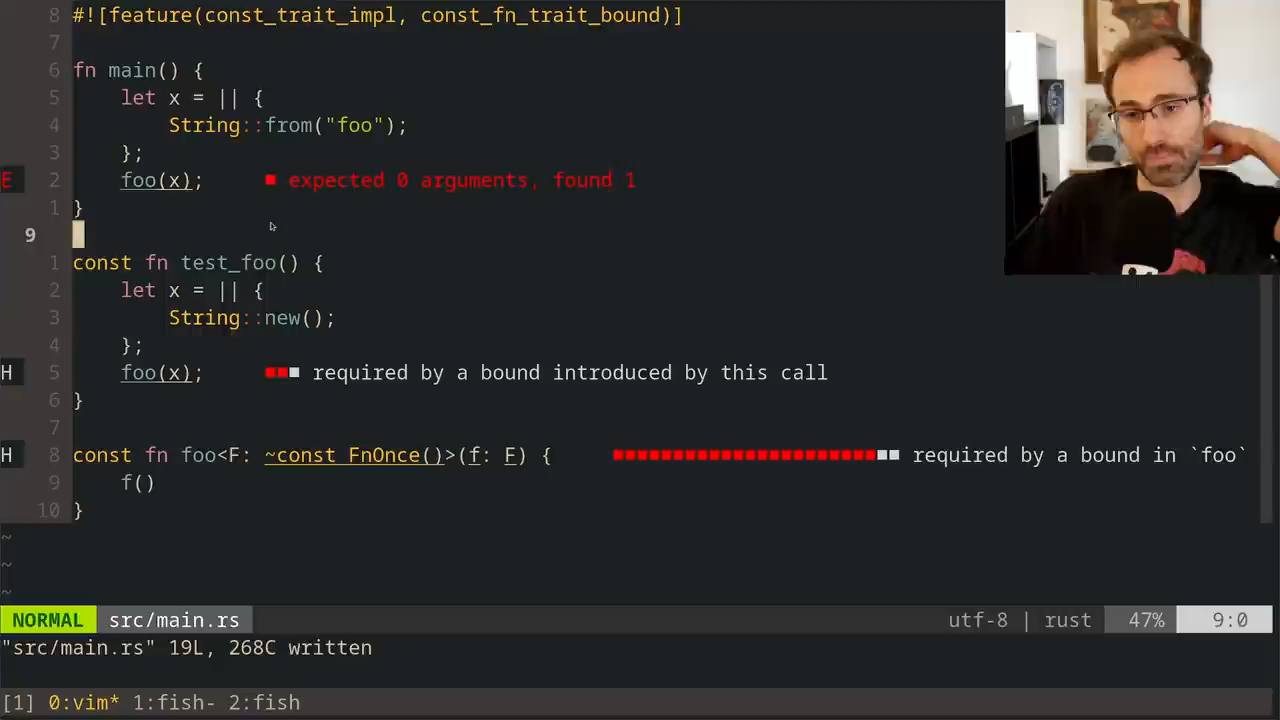 8 #![feature(const_trait_impl, const_fn_trait_bound)]
7
6 fn main() {
5 let x = || {
4 String::from("foo");
3 };
E 2 foo(x); ■ expected 0 arguments, found 1
1 }
9
1 const fn test_foo() {
2 let x = || {
3 String::new();
4 };
H 5 foo(x); ■■■ required by a bound introduced by this call
6 }
7
H 8 const fn foo<F: ~const FnOnce()>(f: F) { ■■■■■■■■■■■■■■■■■■■■■■■■ required by a bound in `foo`
9 f()
10 }
~
~
~
NORMAL src/main.rs utf-8 | rust 47% 9:0
"src/main.rs" 19L, 268C written
[1] 0:vim* 1:fish- 2:fish